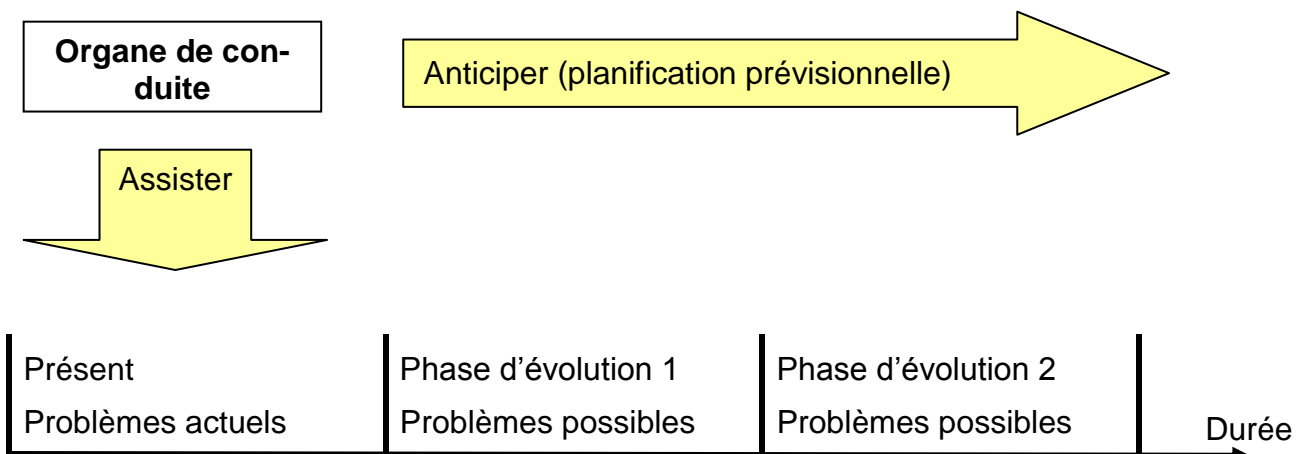 Organe de con-
duite
Anticiper (planification prévisionnelle)
Assister
Présent
Problèmes actuels
Phase d’évolution 1
Problèmes possibles
Phase d’évolution 2
Problèmes possibles
Durée